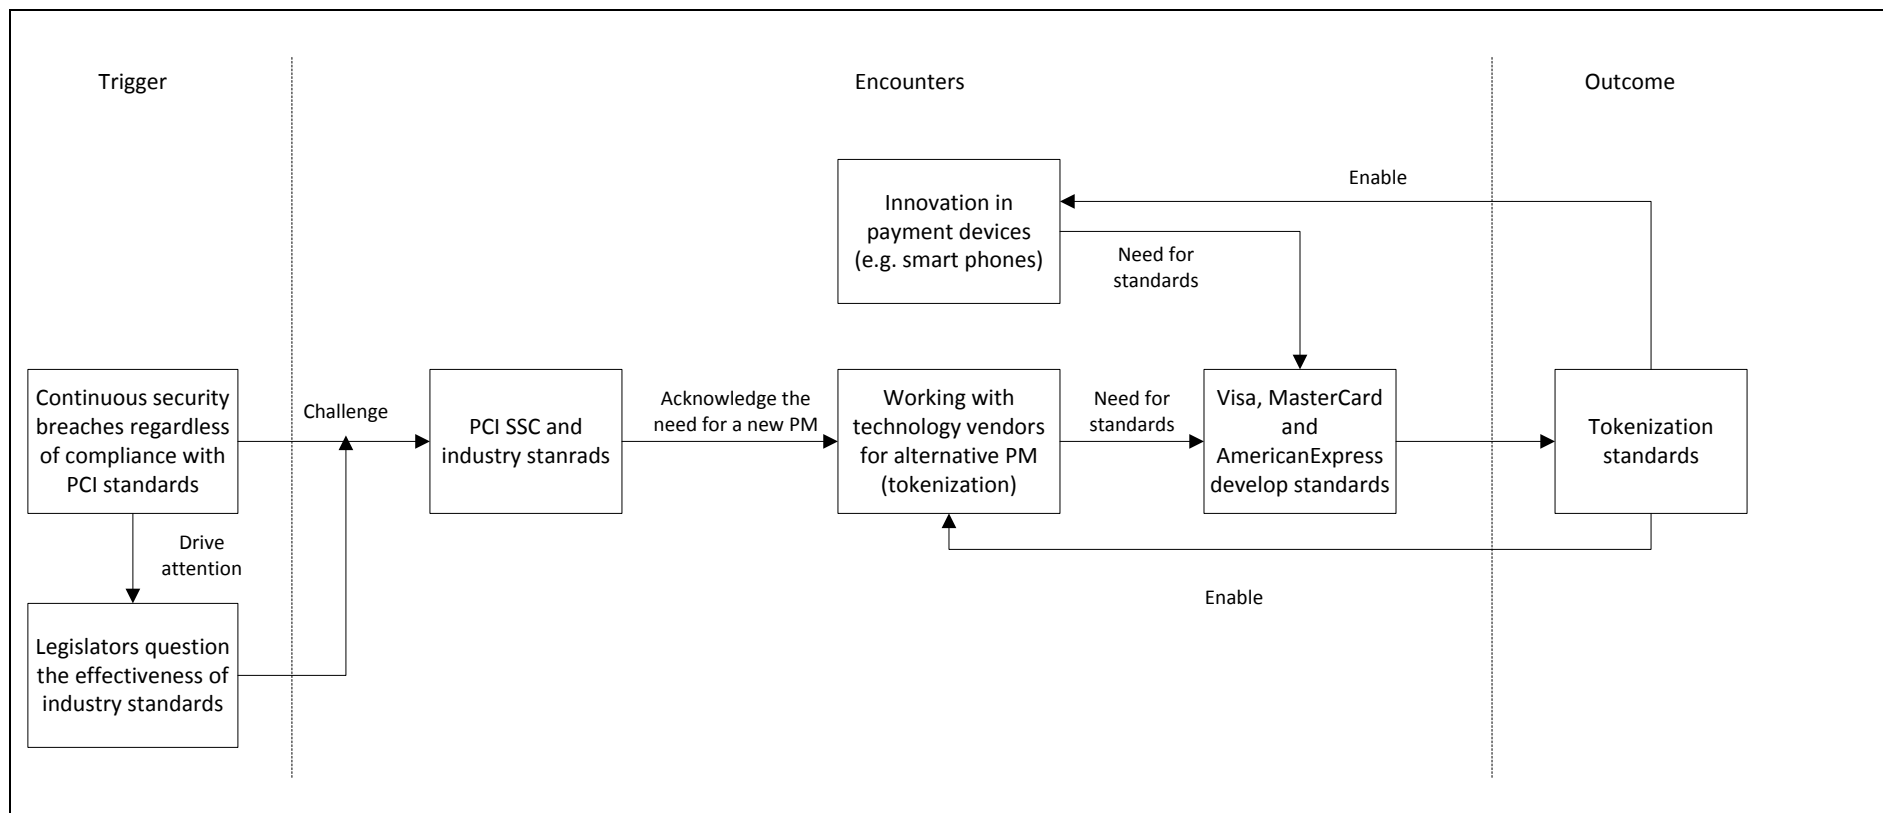 Trigger
Encounters
Outcome
Innovation in
payment devices
(e.g. smart phones)
Enable
Need for
standards
Continuous security
breaches regardless
of compliance with
PCI standards
Challenge
PCI SSC and
industry stanrads
Acknowledge the
need for a new PM
Working with
technology vendors
for alternative PM
(tokenization)
Need for
standards
Visa, MasterCard
and
AmericanExpress
develop standards
Tokenization
standards
Drive
attention
Enable
Legislators question
the effectiveness of
industry standards